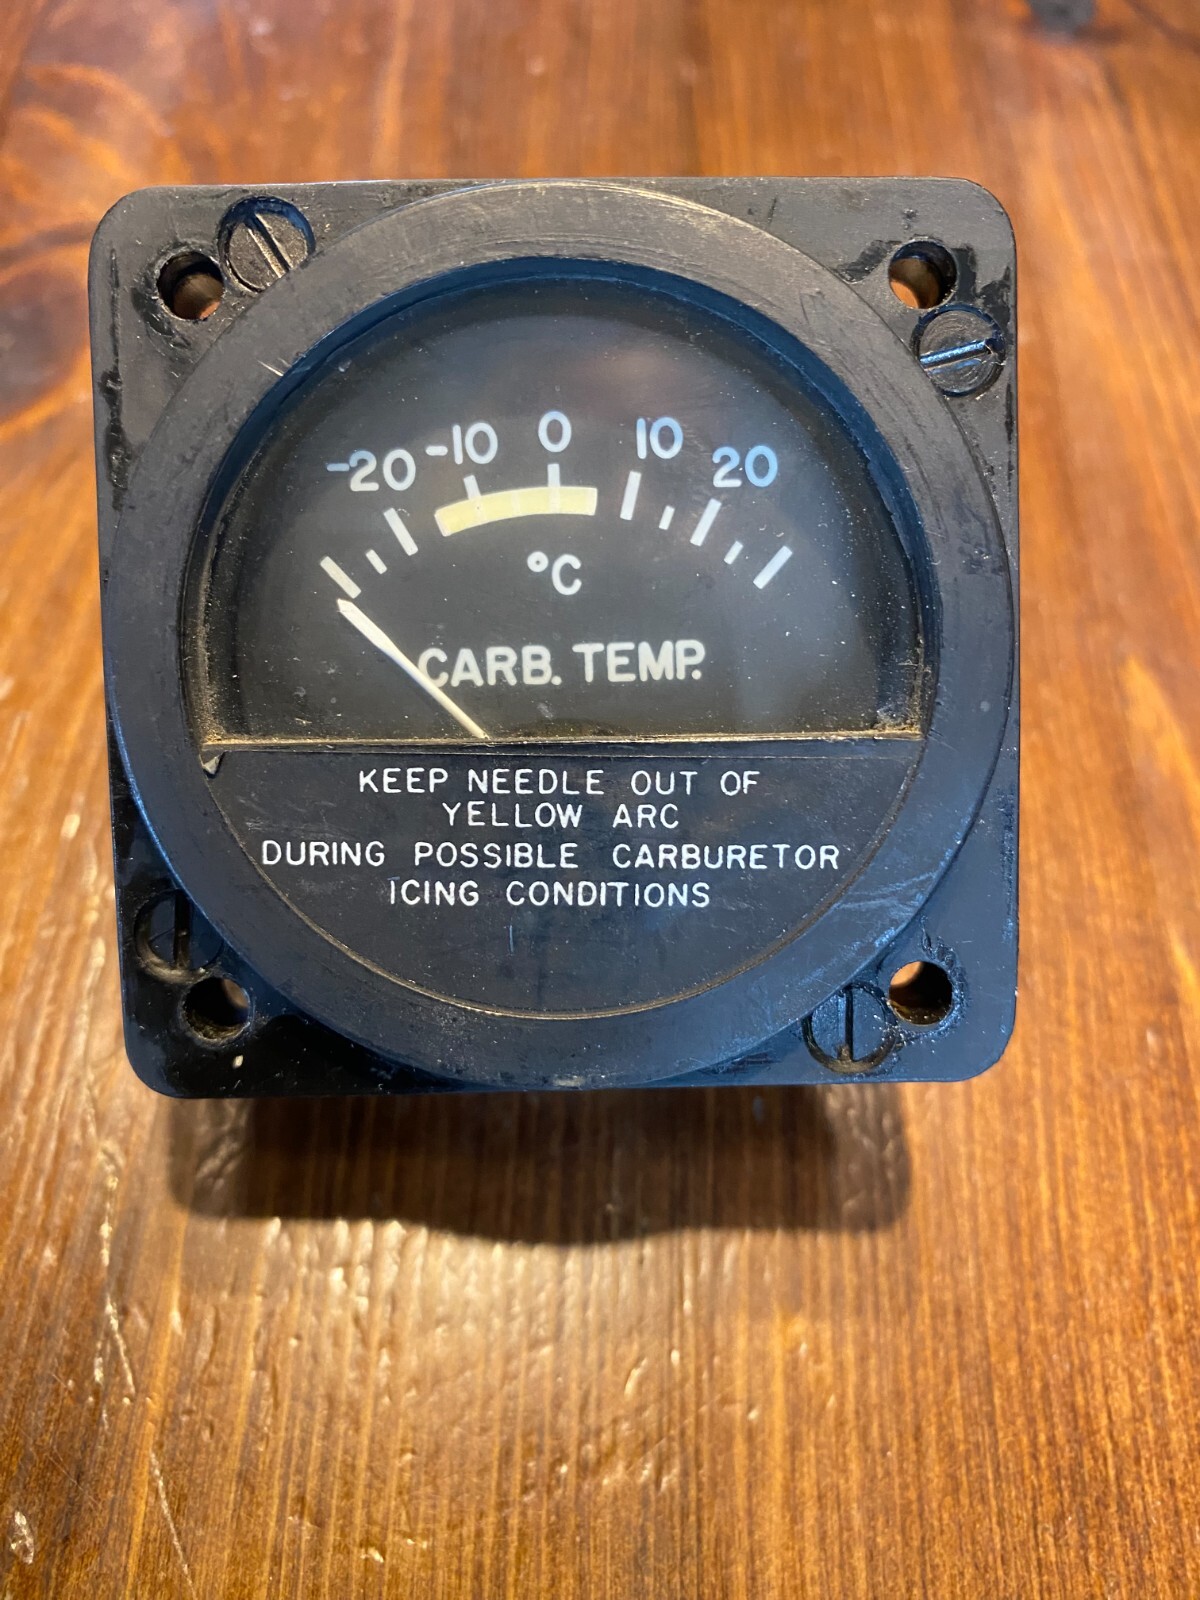 -20 -10 0 10 20
°C
CARB. TEMP.
KEEP NEEDLE OUT OF
YELLOW ARC
DURING POSSIBLE CARBURETOR
ICING CONDITIONS